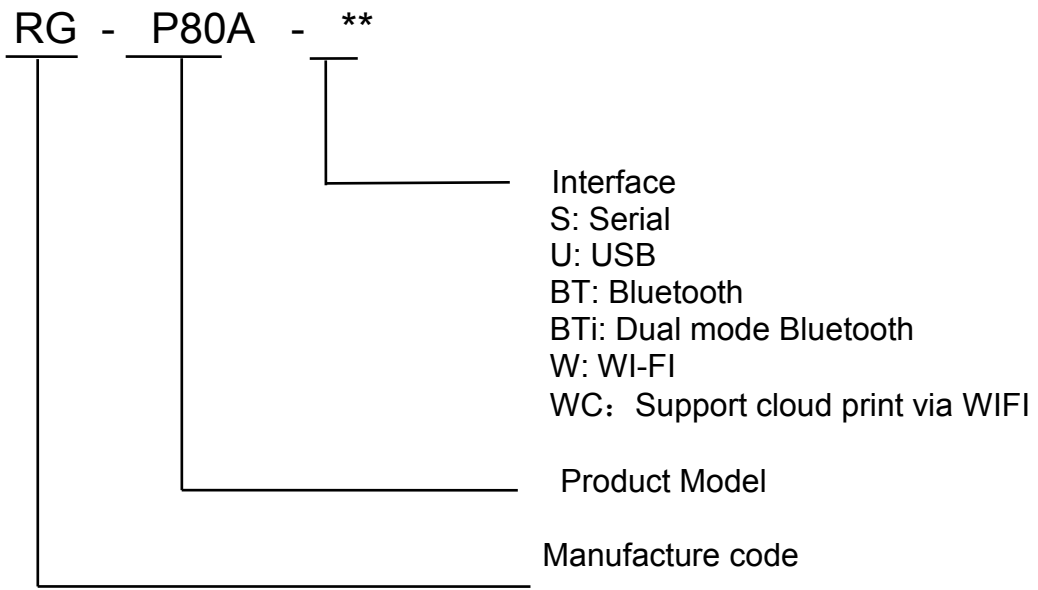 RG - P80A - **
Interface
S: Serial
U: USB
BT: Bluetooth
BTi: Dual mode Bluetooth
W: WI-FI
WC：Support cloud print via WIFI
Product Model
Manufacture code